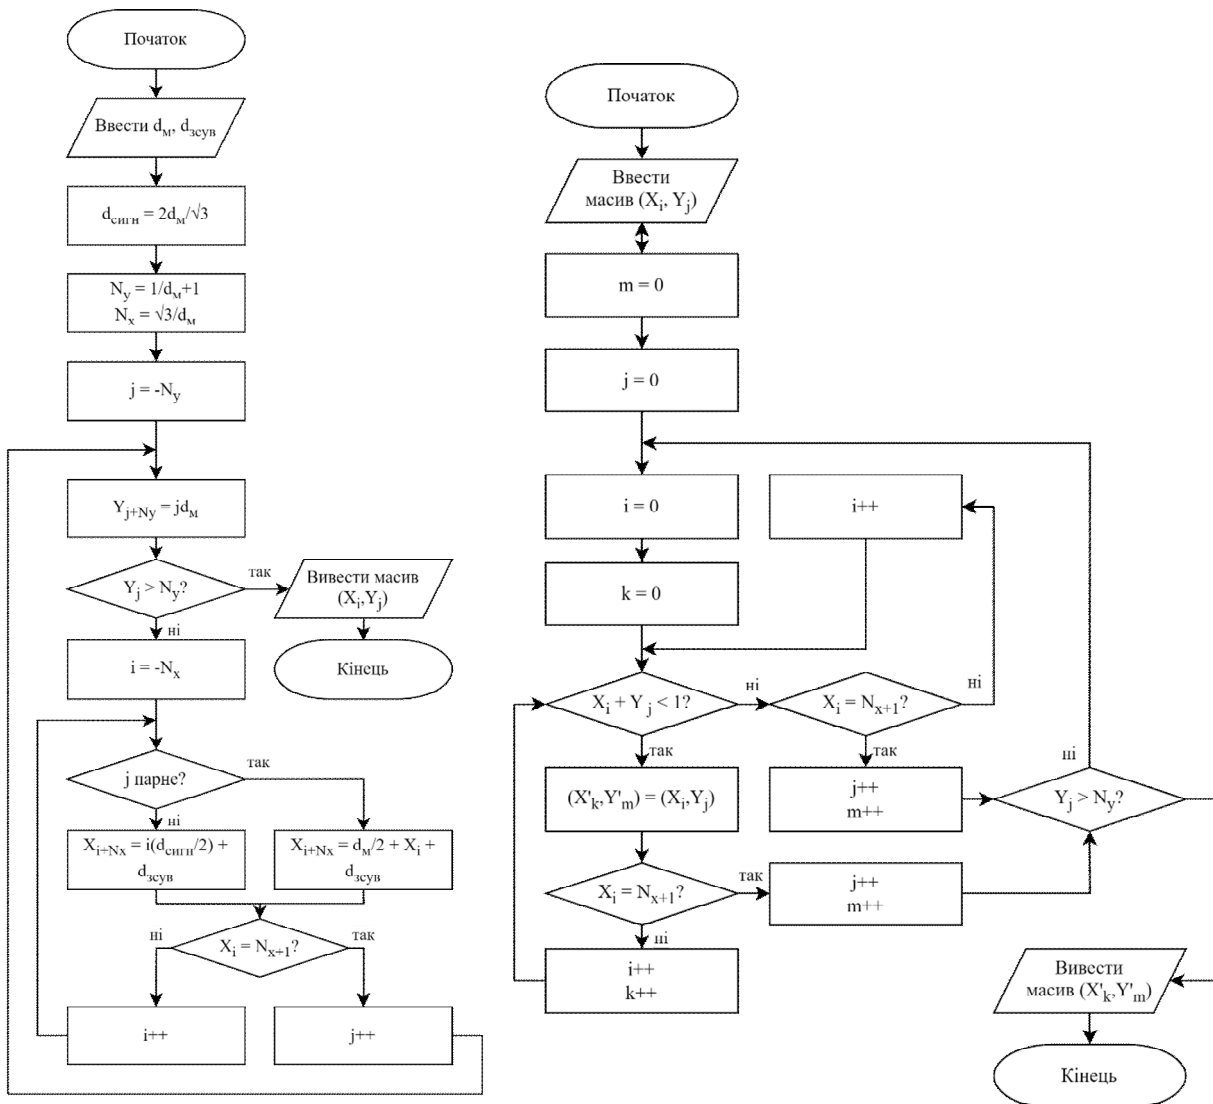 Початок
Ввести dм, dзсув
dсигн = 2dм/√3
Ny = 1/dм+1
Nx = √3/dм
j = -Ny
Yj+Ny = jdм
Yj > Ny?
так
Вивести масив
(Xi,Yj)
ні
Кінець
i = -Nx
j парне?
так
ні
Xi+Nx = i(dсигн/2) +
dзсув
Xi+Nx = dм/2 + Xi +
dзсув
ні
Xi = Nx+1?
так
i++
j++
Початок
Ввести
масив (Xi, Yj)
m = 0
j = 0
i = 0
i++
k = 0
Xi + Yj < 1?
ні
Xi = Nx+1?
ні
так
так
(X'k,Y'm) = (Xi,Yj)
j++
m++
ні
Yj > Ny?
Xi = Nx+1?
так
j++
m++
ні
i++
k++
Вивести
масив (X'k,Y'm)
Кінець